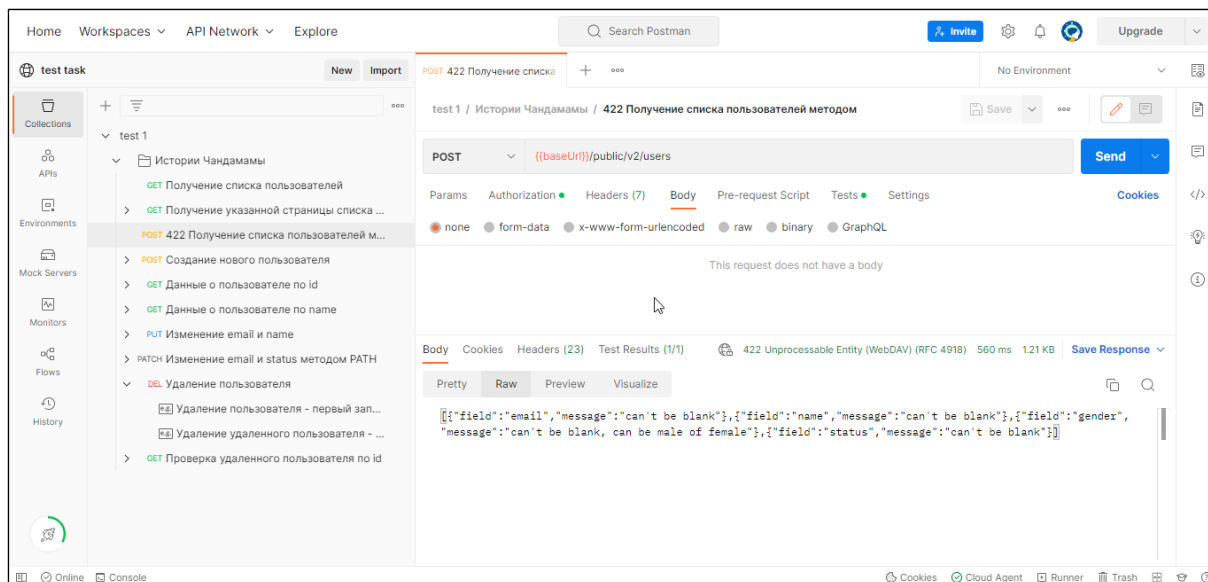 Home Workspaces API Network Explore Search Postman Invite Upgrade
test task New Import POST 422 Получение списка No Environment
Collections
APIs
Environments
Mock Servers
Monitors
Flows
History
test 1
Истории Чандамамы
GET Получение списка пользователей
GET Получение указанной страницы списка ...
POST 422 Получение списка пользователей м...
POST Создание нового пользователя
GET Данные о пользователе по id
GET Данные о пользователе по name
PUT Изменение email и name
PATCH Изменение email и status методом PATH
DEL Удаление пользователя
e.g. Удаление пользователя - первый зап...
e.g. Удаление удаленного пользователя - ...
GET Проверка удаленного пользователя по id
test 1 / Истории Чандамамы / 422 Получение списка пользователей методом Save
POST {{baseUrl}}/public/v2/users Send
Params Authorization Headers (7) Body Pre-request Script Tests Settings Cookies
none form-data x-www-form-urlencoded raw binary GraphQL
This request does not have a body
Body Cookies Headers (23) Test Results (1/1) 422 Unprocessable Entity (WebDAV) (RFC 4918) 560 ms 1.21 KB Save Response
Pretty Raw Preview Visualize
[{"field":"email","message":"can't be blank"},{"field":"name","message":"can't be blank"},{"field":"gender",
"message":"can't be blank, can be male of female"},{"field":"status","message":"can't be blank"}]
Online Console Cookies Cloud Agent Runner Trash